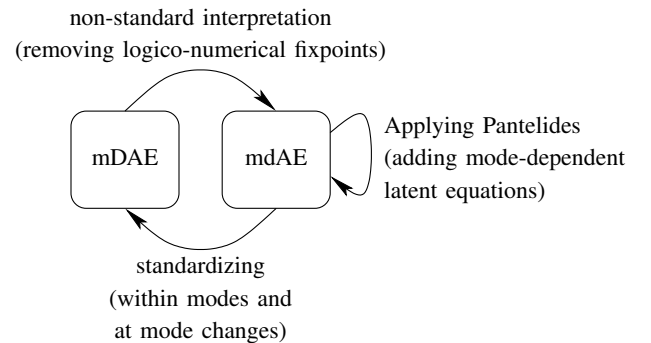 non-standard interpretation
(removing logico-numerical fixpoints)
mDAE
mdAE
Applying Pantelides
(adding mode-dependent
latent equations)
standardizing
(within modes and
at mode changes)